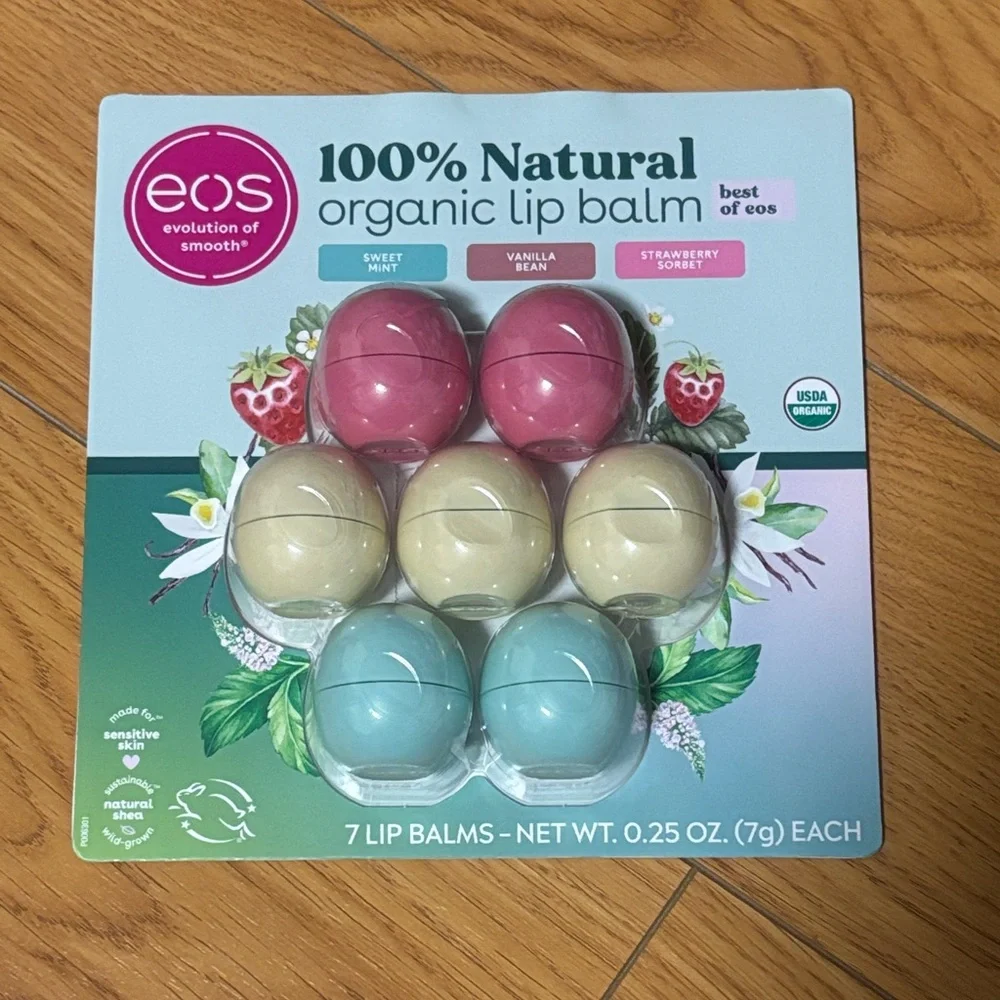 eos
evolution of
smooth®
100% Natural
organic lip balm
best
of eos
SWEET
MINT
VANILLA
BEAN
STRAWBERRY
SORBET
USDA
ORGANIC
made for™
sensitive
skin
sustainable
natural
shea
wild-grown
P006301
7 LIP BALMS – NET WT. 0.25 OZ. (7g) EACH